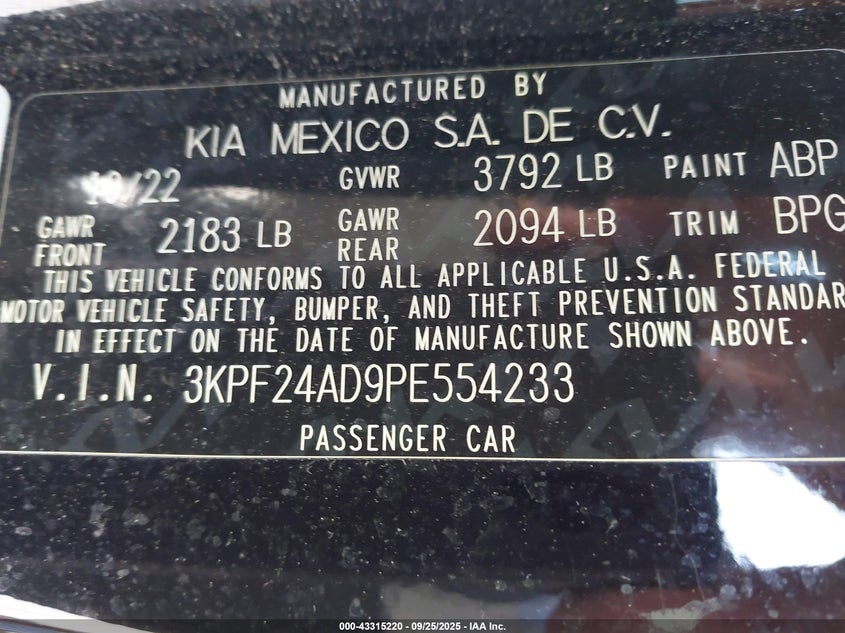 MANUFACTURED BY
KIA MEXICO S.A. DE C.V.
10/22 GVWR 3792 LB PAINT ABP
GAWR FRONT 2183 LB GAWR REAR 2094 LB TRIM BPG
THIS VEHICLE CONFORMS TO ALL APPLICABLE U.S.A. FEDERAL
MOTOR VEHICLE SAFETY, BUMPER, AND THEFT PREVENTION STANDAR
IN EFFECT ON THE DATE OF MANUFACTURE SHOWN ABOVE.
V.I.N. 3KPF24AD9PE554233
PASSENGER CAR
000-43315220 - 09/25/2025 - IAA Inc.